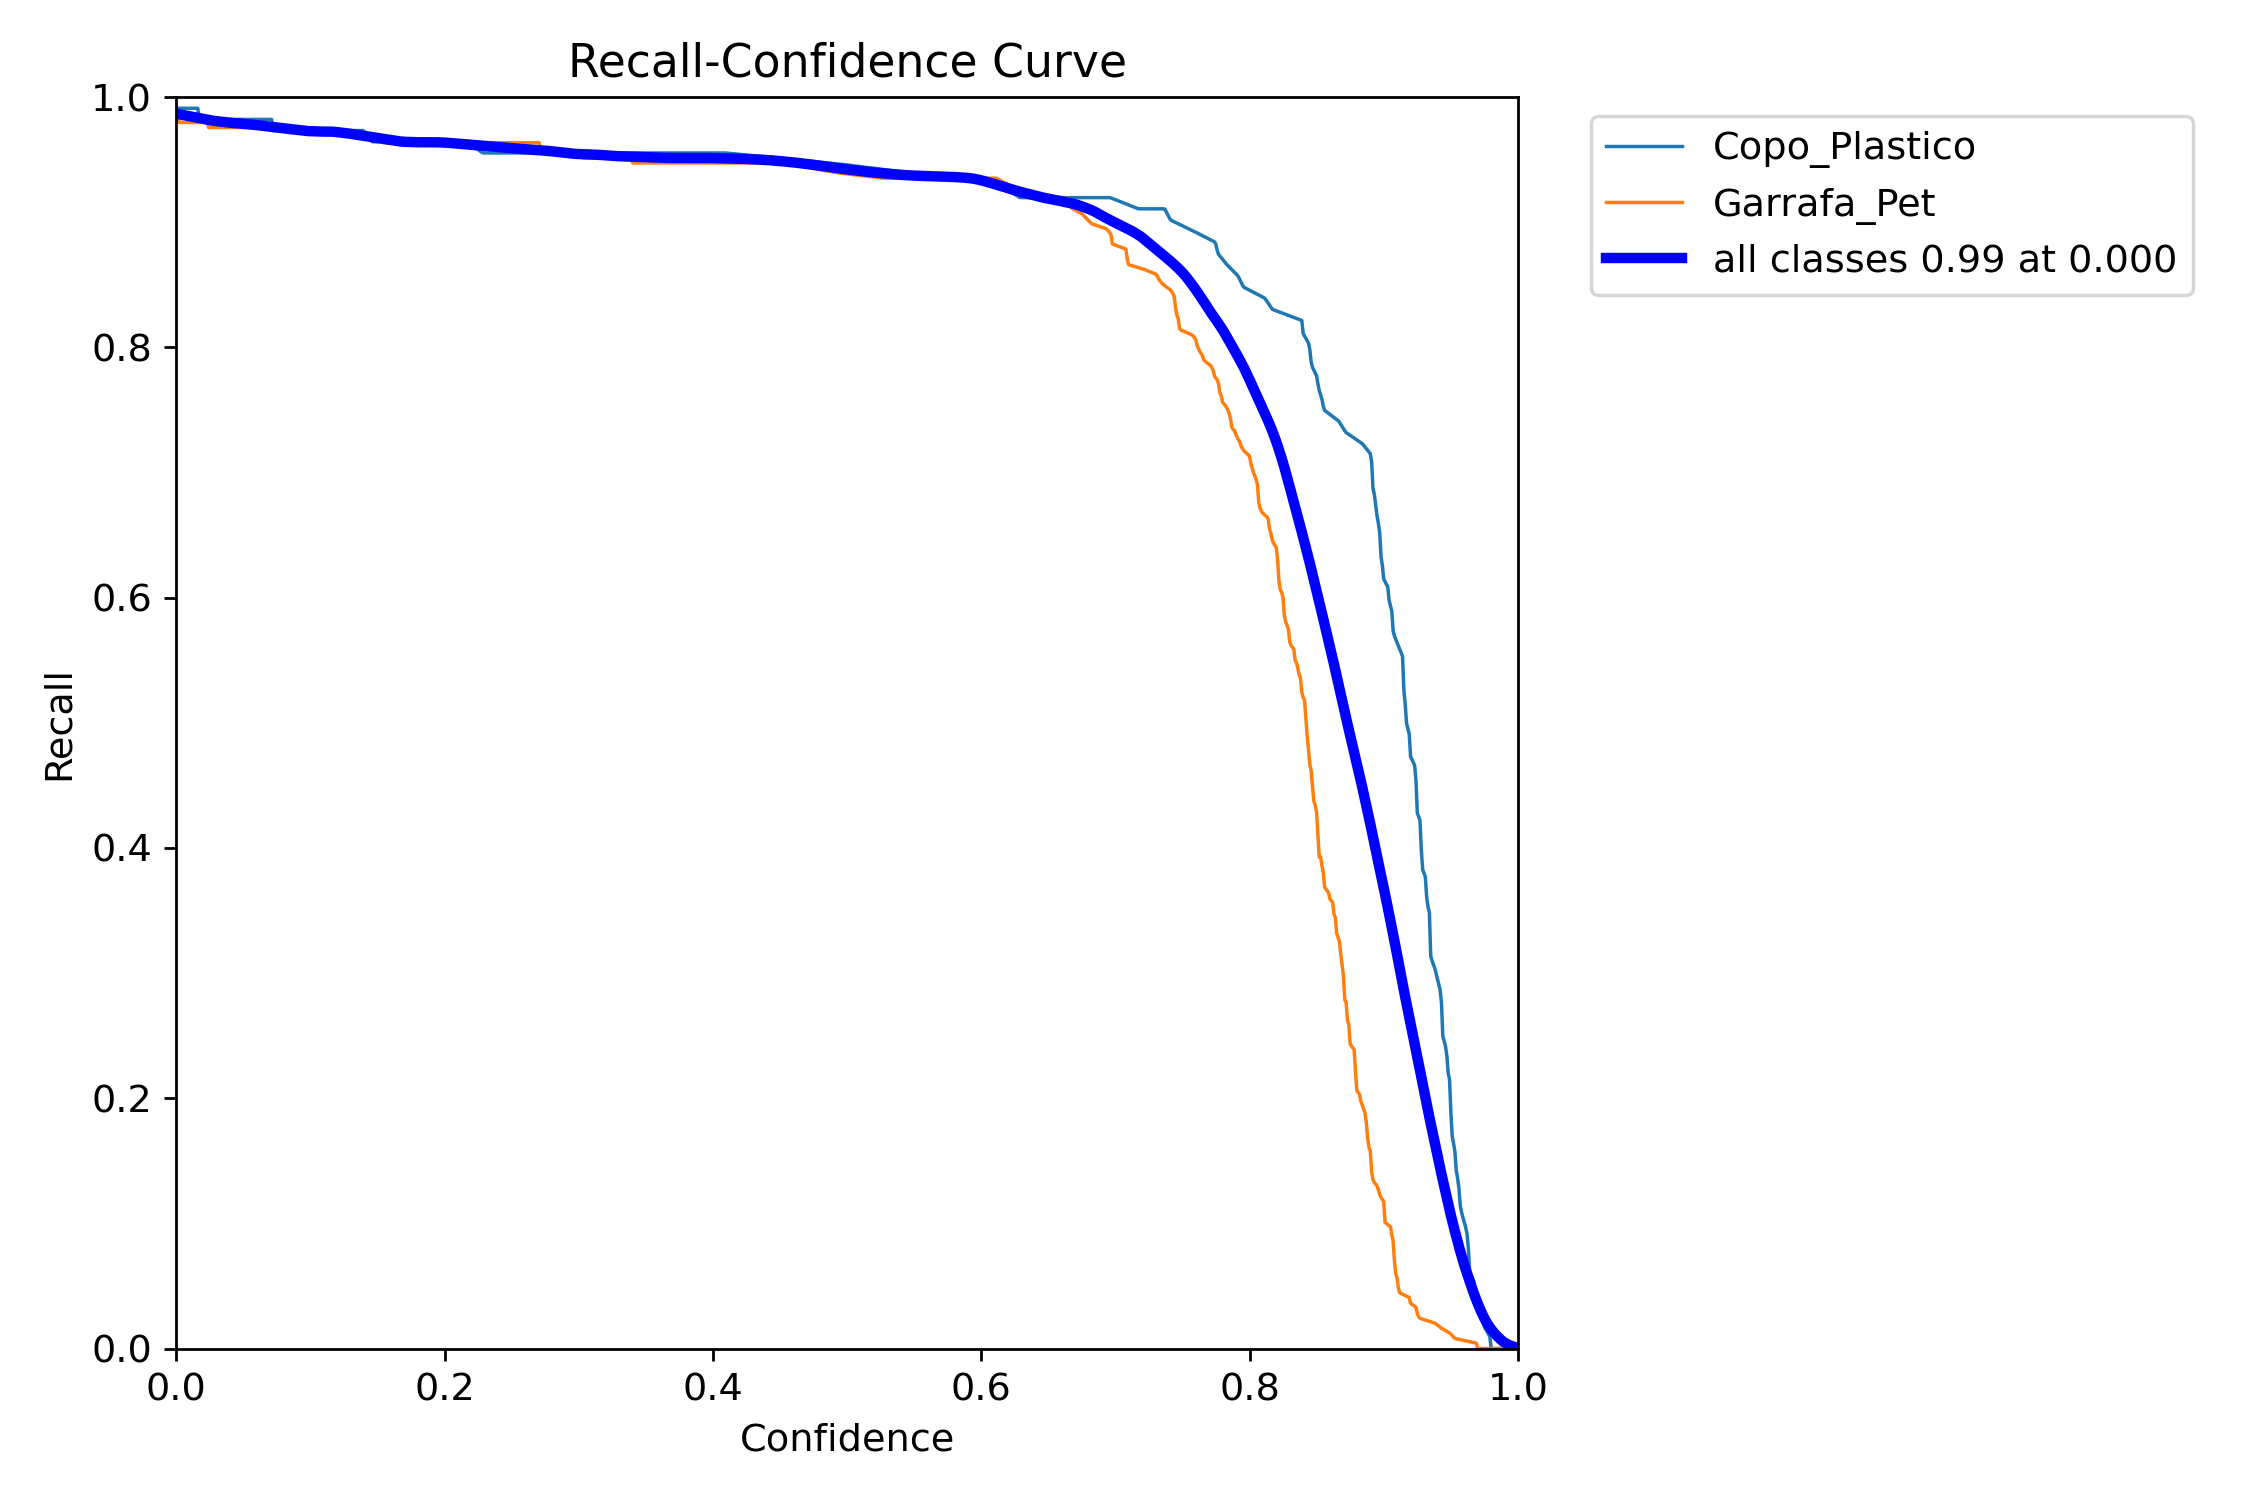 Recall-Confidence Curve
1.0
0.8
0.6
0.4
0.2
0.0
Recall
0.0 0.2 0.4 0.6 0.8 1.0
Confidence
Copo_Plastico
Garrafa_Pet
all classes 0.99 at 0.000